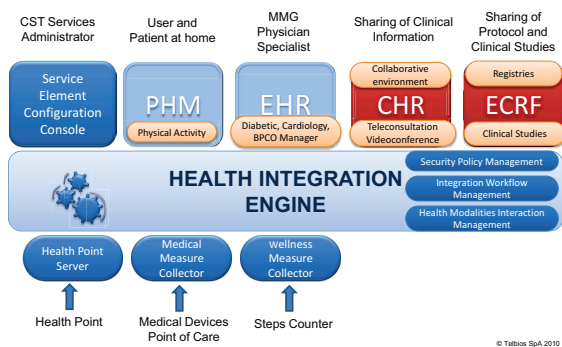 CST Services
Administrator
User and
Patient at home
MMG
Physician
Specialist
Sharing of Clinical
Information
Sharing of
Protocol and
Clinical Studies
Service
Element
Configuration
Console
PHM
Physical Activity
EHR
Diabetic, Cardiology,
BPCO Manager
Collaborative
environment
CHR
Teleconsultation
Videoconference
Registries
ECRF
Clinical Studies
HEALTH INTEGRATION
ENGINE
Security Policy Management
Integration Workflow
Management
Health Modalities Interaction
Management
Health Point
Server
Medical
Measure
Collector
wellness
Measure
Collector
Health Point
Medical Devices
Point of Care
Steps Counter
© Telbios SpA 2010